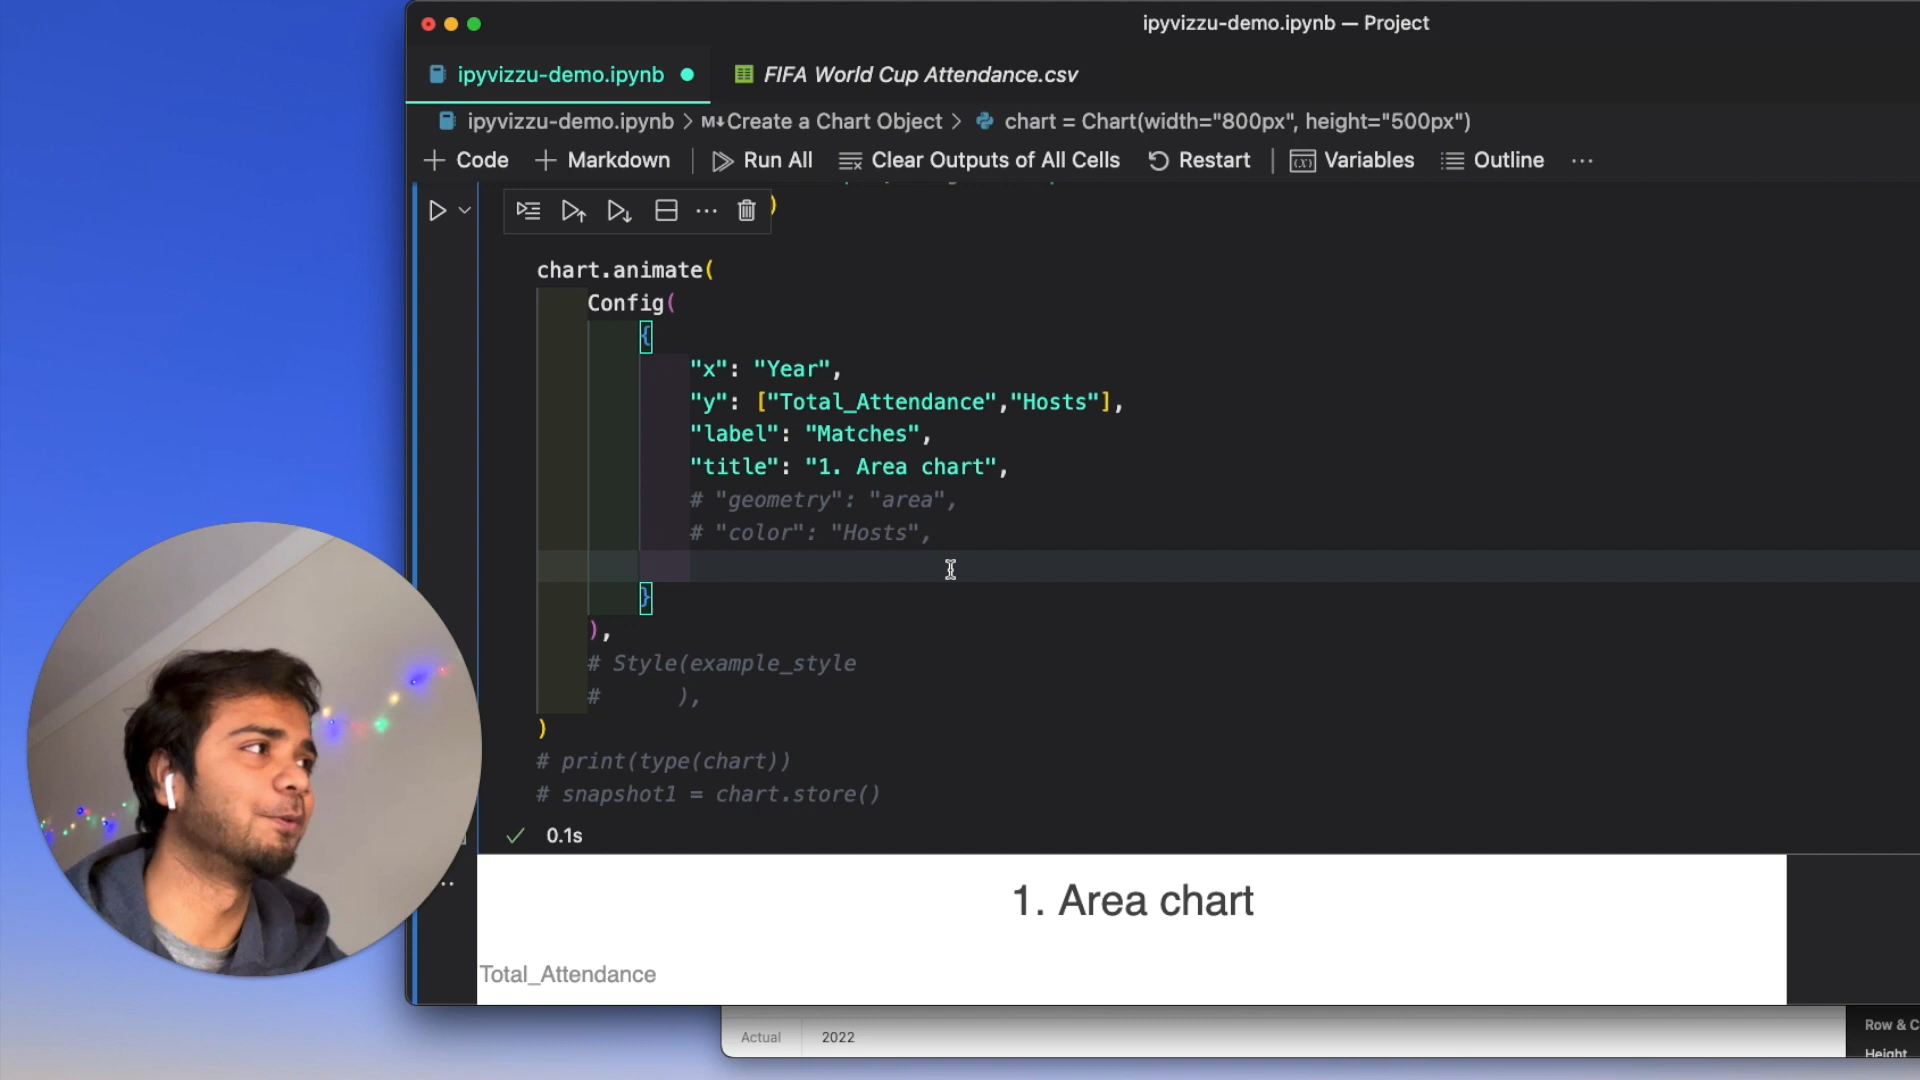 ipyvizzu-demo.ipynb — Project
ipyvizzu-demo.ipynb
FIFA World Cup Attendance.csv
ipyvizzu-demo.ipynb > M↓Create a Chart Object > chart = Chart(width="800px", height="500px")
Code
Markdown
Run All
Clear Outputs of All Cells
Restart
Variables
Outline
)
chart.animate(
Config(
{
"x": "Year",
"y": ["Total_Attendance","Hosts"],
"label": "Matches",
"title": "1. Area chart",
# "geometry": "area",
# "color": "Hosts",
}
),
# Style(example_style
# ),
)
# print(type(chart))
# snapshot1 = chart.store()
0.1s
1. Area chart
Total_Attendance
Actual 2022
Row & C
Height